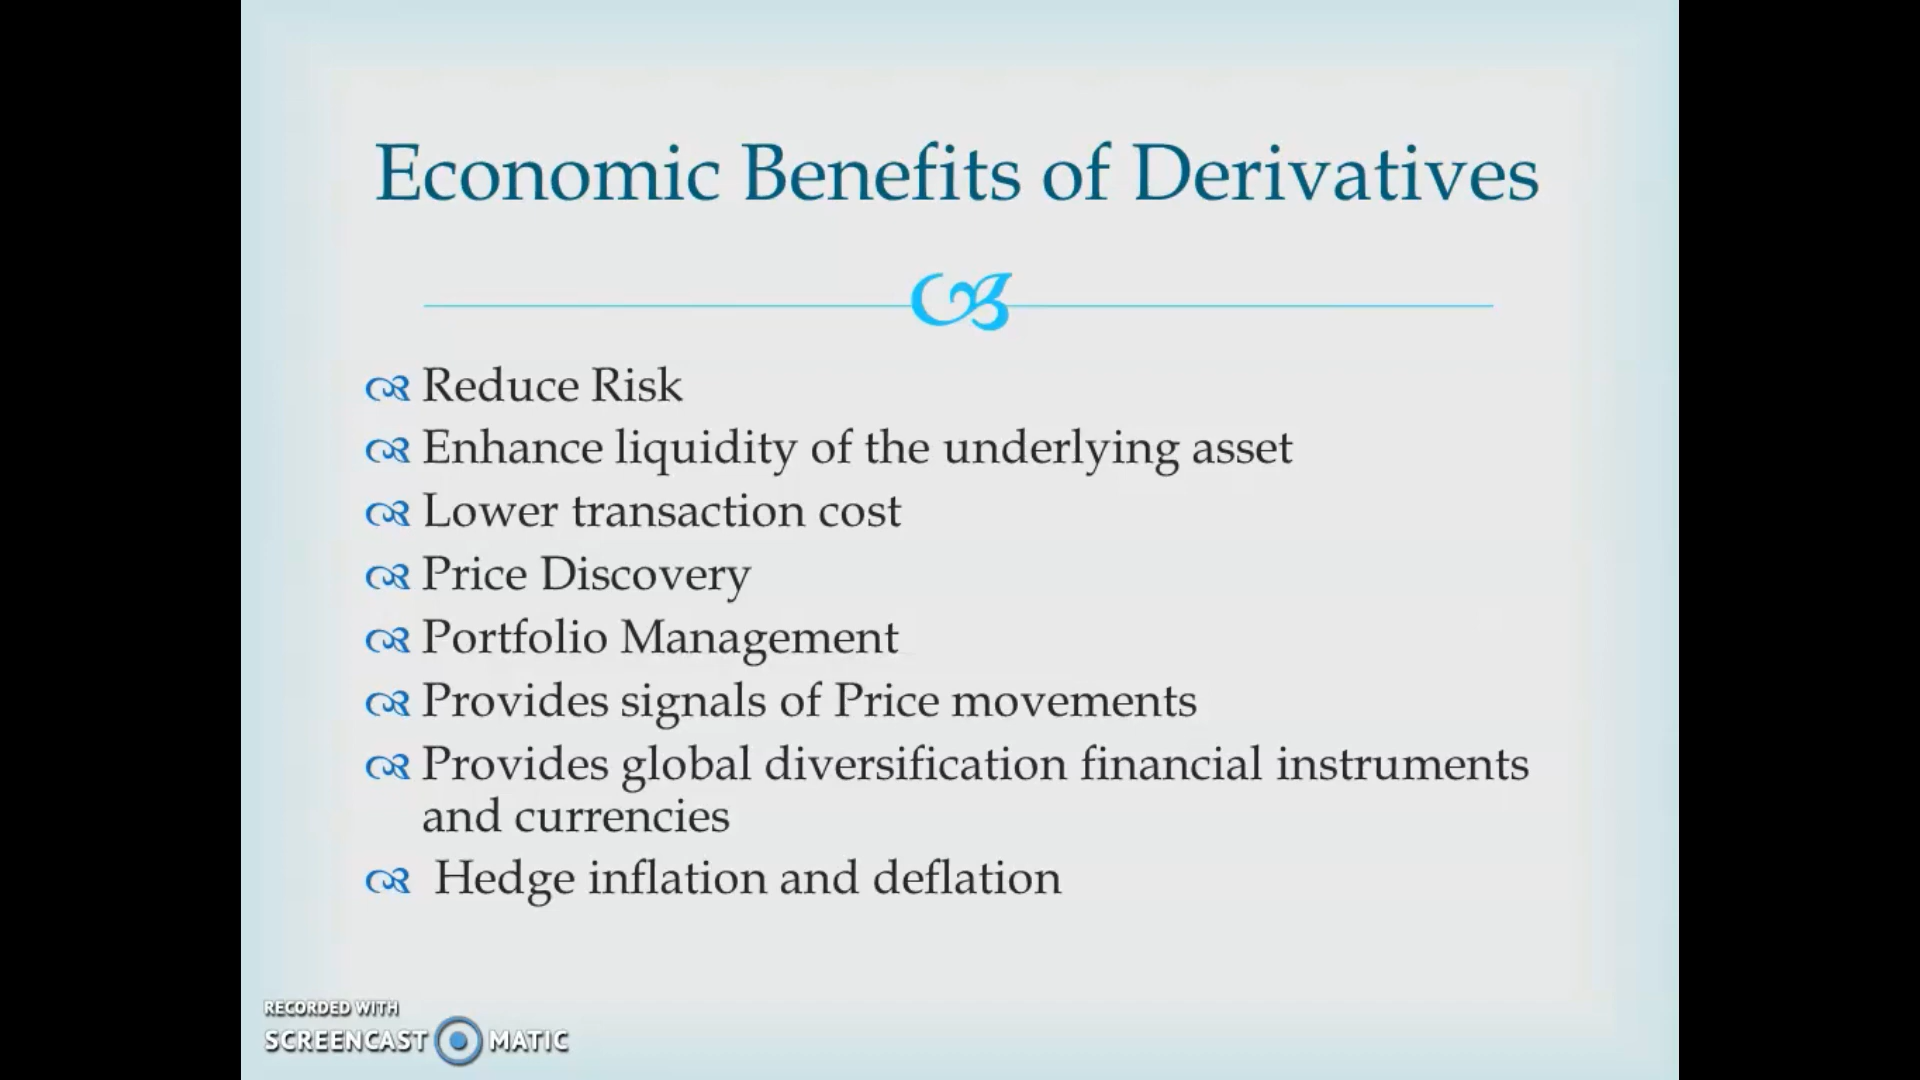 Economic Benefits of Derivatives
Reduce Risk
Enhance liquidity of the underlying asset
Lower transaction cost
Price Discovery
Portfolio Management
Provides signals of Price movements
Provides global diversification financial instruments
and currencies
Hedge inflation and deflation
RECORDED WITH
SCREENCAST MATIC